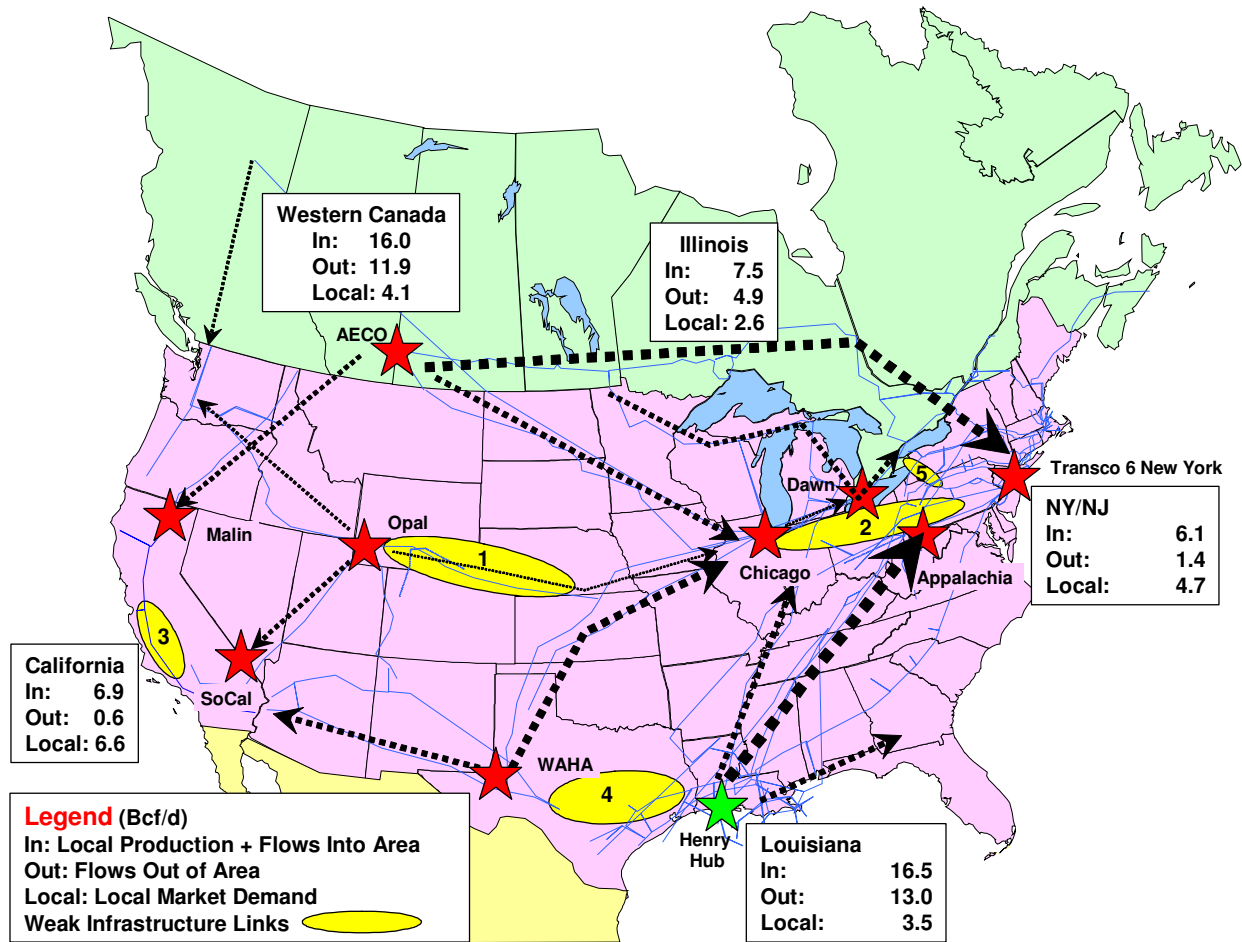 Western Canada
In: 16.0
Out: 11.9
Local: 4.1
Illinois
In: 7.5
Out: 4.9
Local: 2.6
AECO
Malin
Opal
1
Dawn
5
2
Chicago
Appalachia
Transco 6 New York
NY/NJ
In: 6.1
Out: 1.4
Local: 4.7
3
California
In: 6.9
Out: 0.6
Local: 6.6
SoCal
WAHA
4
Henry
Hub
Louisiana
In: 16.5
Out: 13.0
Local: 3.5
Legend (Bcf/d)
In: Local Production + Flows Into Area
Out: Flows Out of Area
Local: Local Market Demand
Weak Infrastructure Links